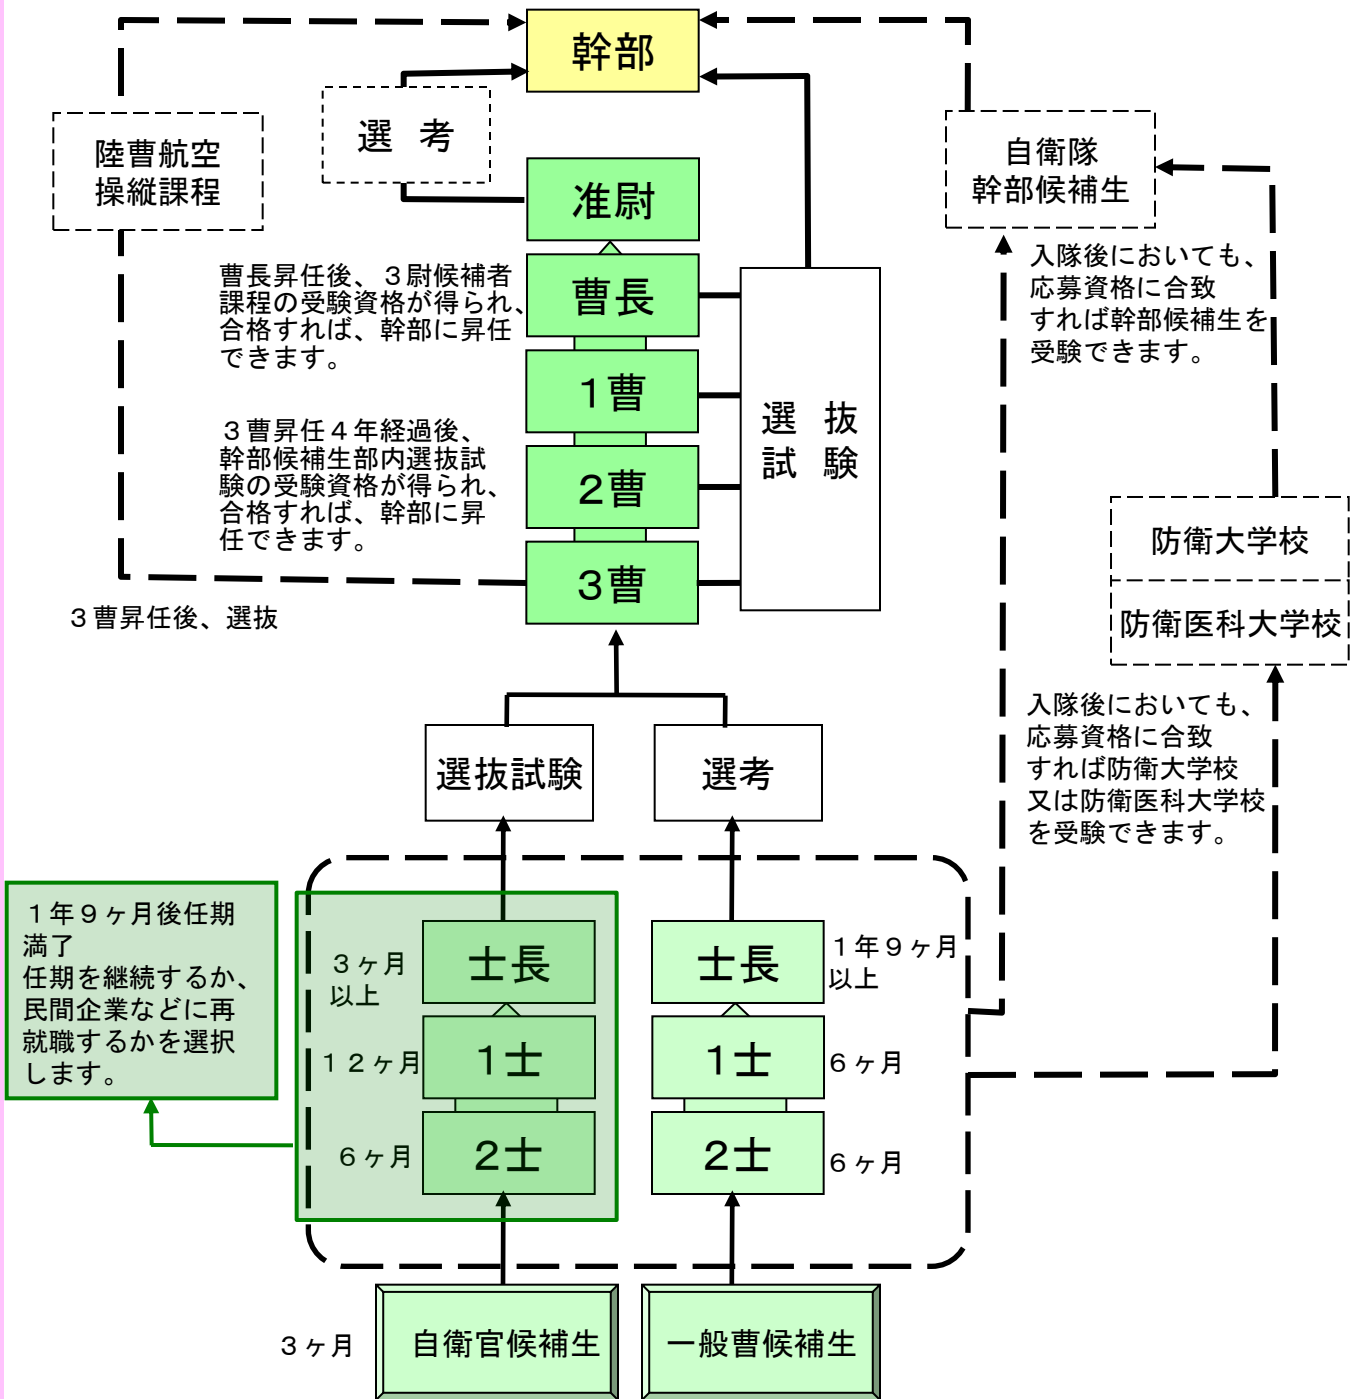 幹部
選 考
陸曹航空
操縦課程
自衛隊
幹部候補生
准尉
曹長
曹長昇任後、３尉候補者
課程の受験資格が得られ、
合格すれば、幹部に昇任
できます。
入隊後においても、
応募資格に合致
すれば幹部候補生を
受験できます。
１曹
選 抜
試 験
３曹昇任４年経過後、
幹部候補生部内選抜試
験の受験資格が得られ、
合格すれば、幹部に昇
任できます。
２曹
３曹
３曹昇任後、選抜
防衛大学校
防衛医科大学校
入隊後においても、
応募資格に合致
すれば防衛大学校
又は防衛医科大学校
を受験できます。
選抜試験
選考
１年９ヶ月後任期
満了
任期を継続するか、
民間企業などに再
就職するかを選択
します。
３ヶ月
以上
士長
士長
１年９ヶ月
以上
１２ヶ月
１士
１士
６ヶ月
６ヶ月
２士
２士
６ヶ月
３ヶ月
自衛官候補生
一般曹候補生